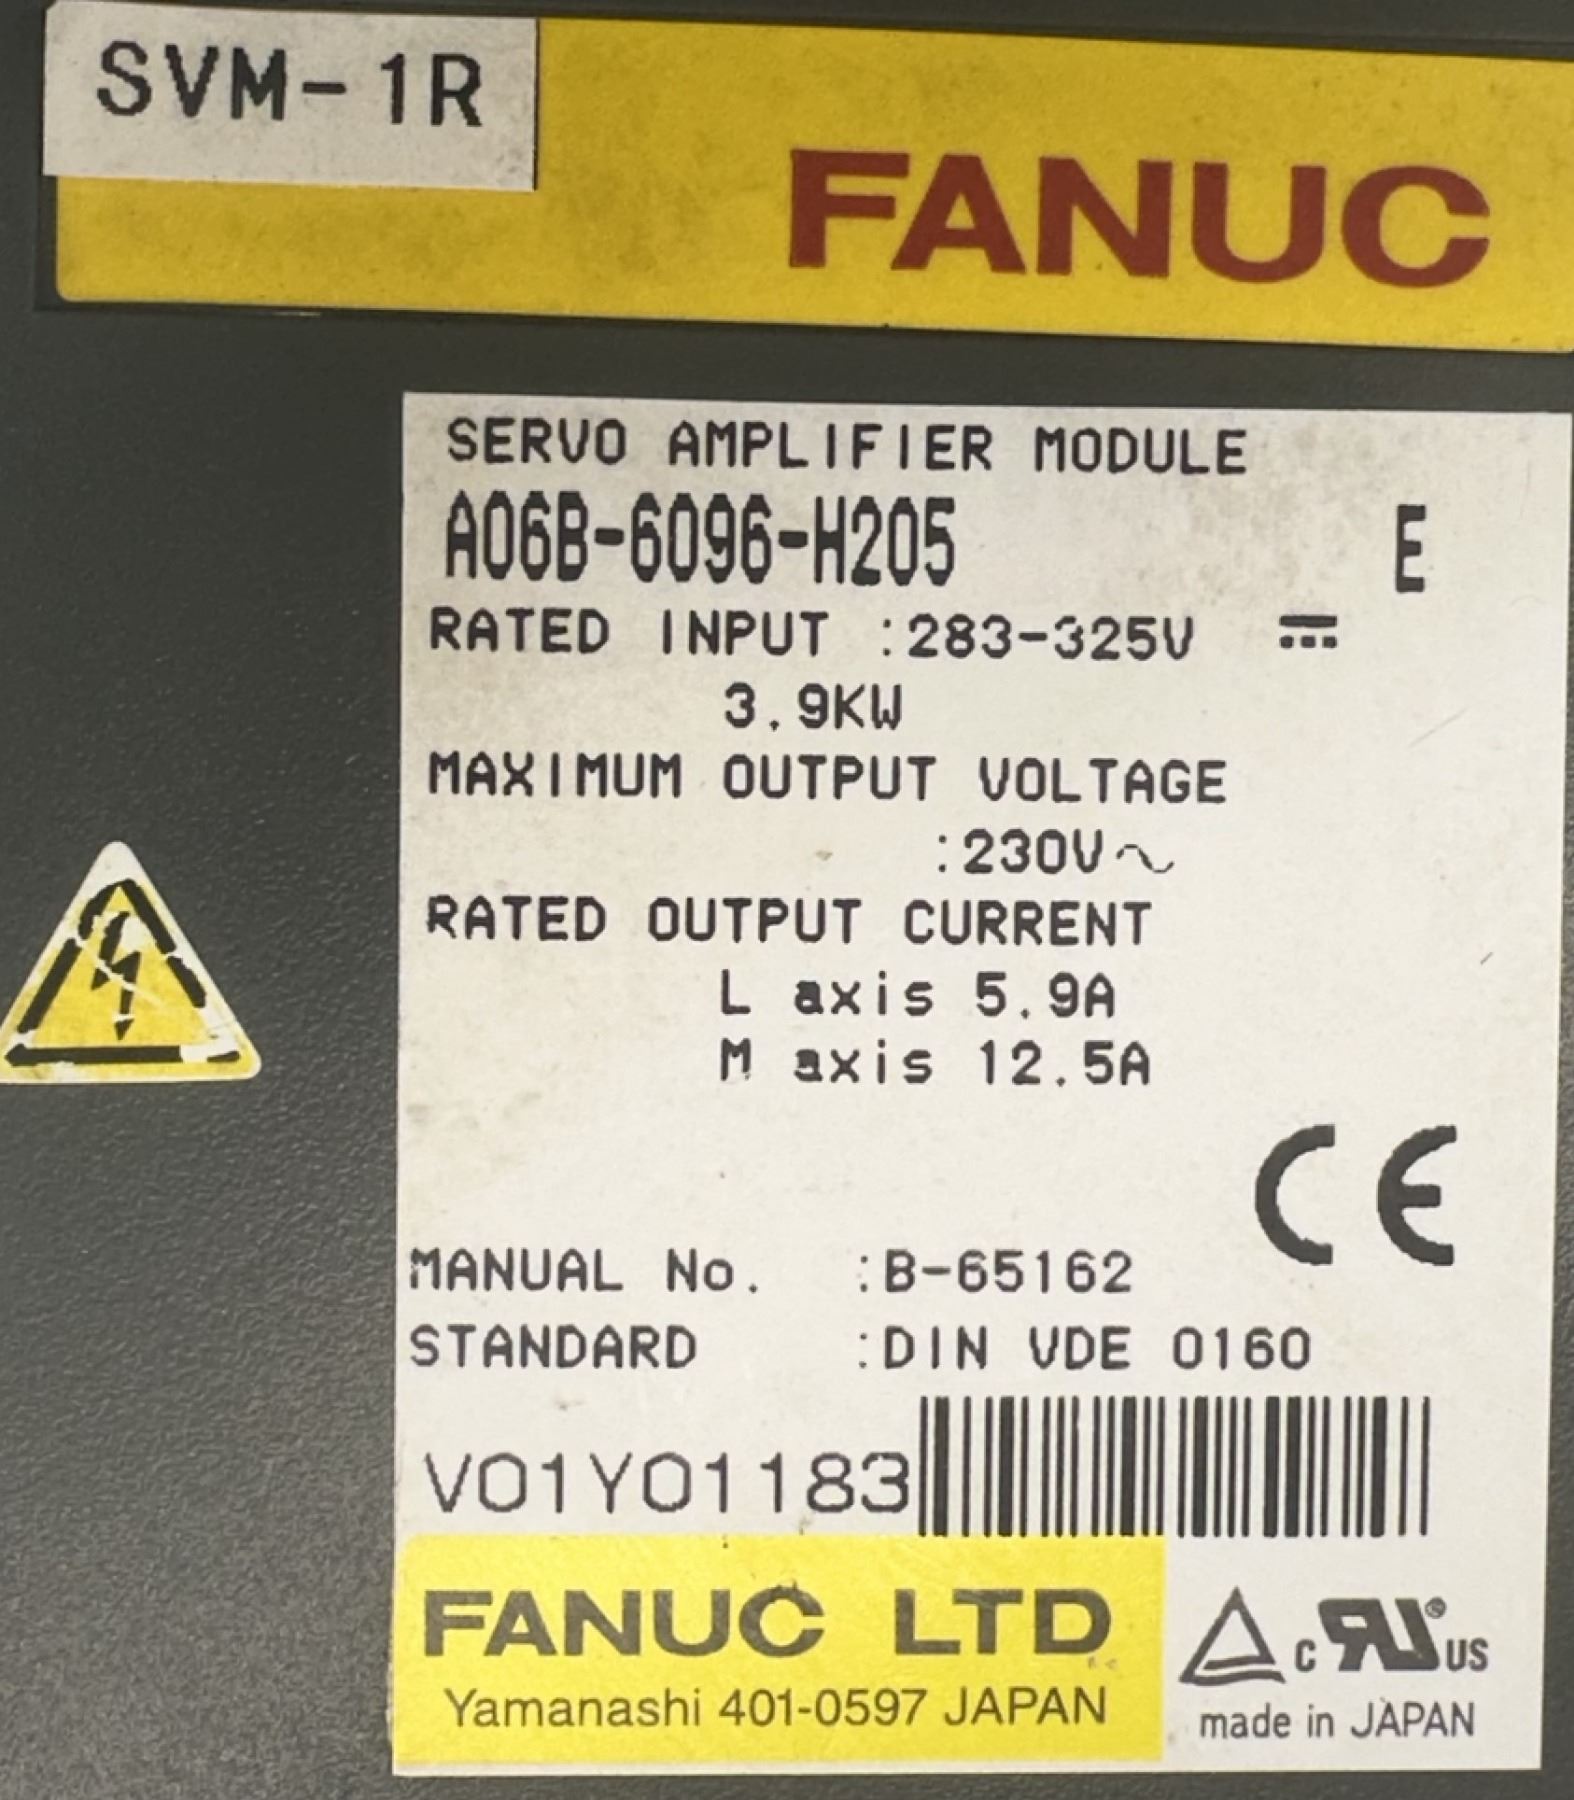 SVM-1R
FANUC
SERVO AMPLIFIER MODULE
A06B-6096-H205 E
RATED INPUT :283-325V ⎓
3.9KW
MAXIMUM OUTPUT VOLTAGE
:230V~
RATED OUTPUT CURRENT
L axis 5.9A
M axis 12.5A
CE
MANUAL No. :B-65162
STANDARD :DIN VDE 0160
V01Y01183
FANUC LTD
Yamanashi 401-0597 JAPAN
c RU® US
made in JAPAN